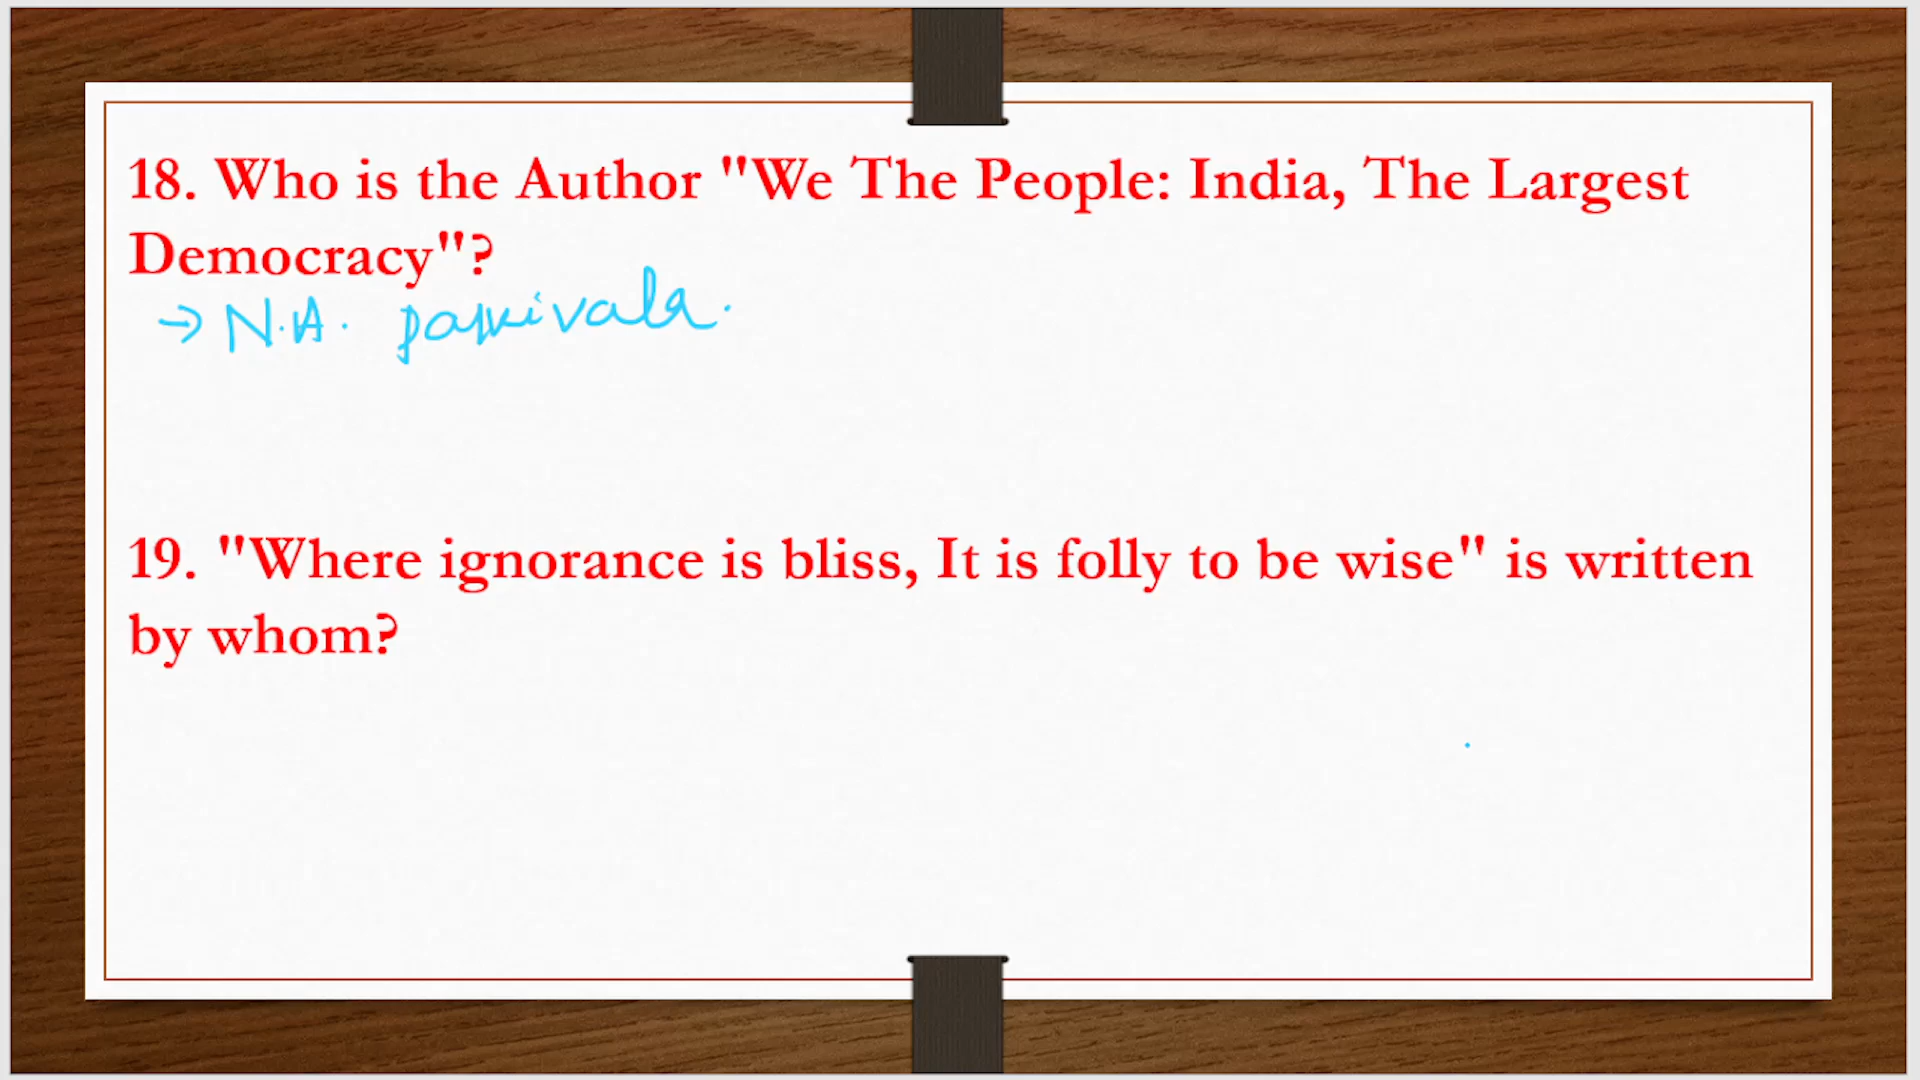 18. Who is the Author "We The People: India, The Largest
Democracy"?
→ N.A.
19. "Where ignorance is bliss, It is folly to be wise" is written
by whom?